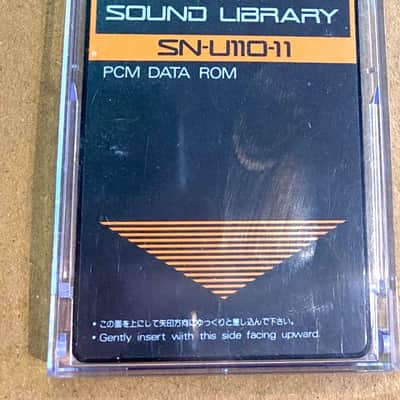 SOUND LIBRARY
SN-U110-11
PCM DATA ROM
• この面を上にして矢印方向にゆっくりと差し込んで下さい。
• Gently insert with this side facing upward.